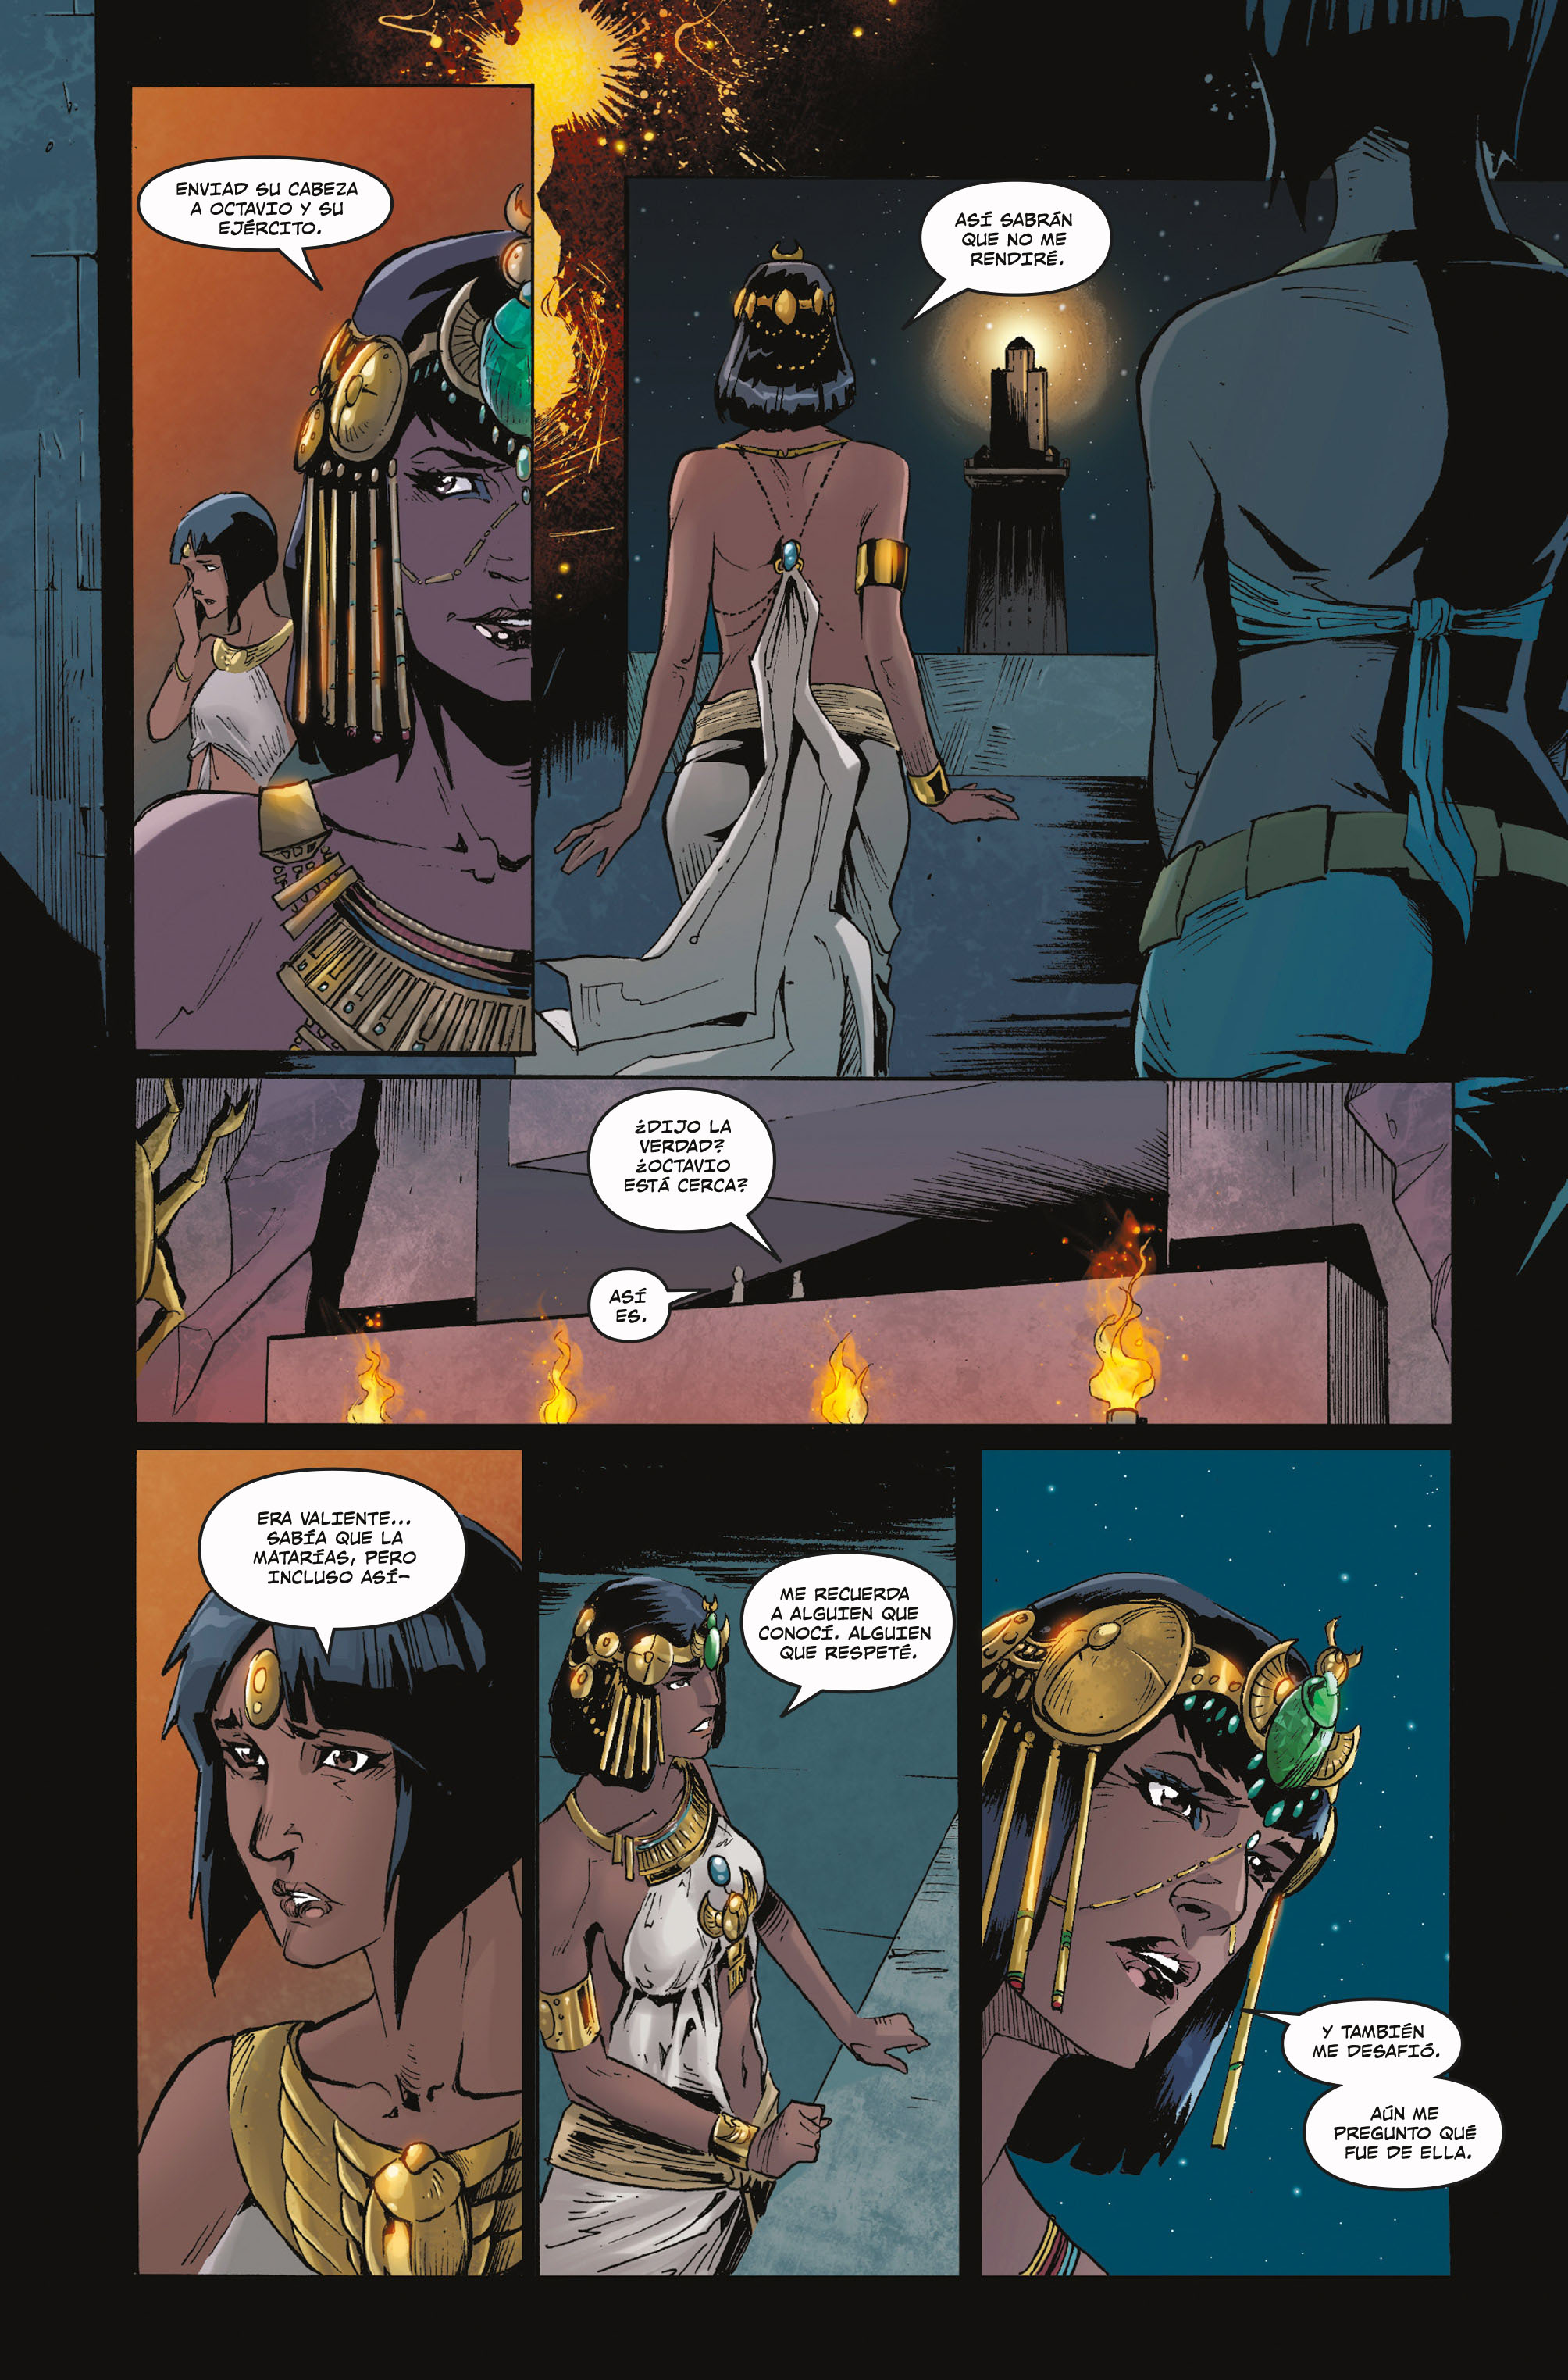 ENVIAD SU CABEZA
A OCTAVIO Y SU
EJÉRCITO.
ASÍ SABRÁN
QUE NO ME
RENDIRÉ.
¿DIJO LA
VERDAD?
¿OCTAVIO
ESTÁ CERCA?
ASÍ
ES.
ERA VALIENTE...
SABÍA QUE LA
MATARÍAS, PERO
INCLUSO ASÍ–
ME RECUERDA
A ALGUIEN QUE
CONOCÍ. ALGUIEN
QUE RESPETÉ.
Y TAMBIÉN
ME DESAFIÓ.
AÚN ME
PREGUNTO QUÉ
FUE DE ELLA.